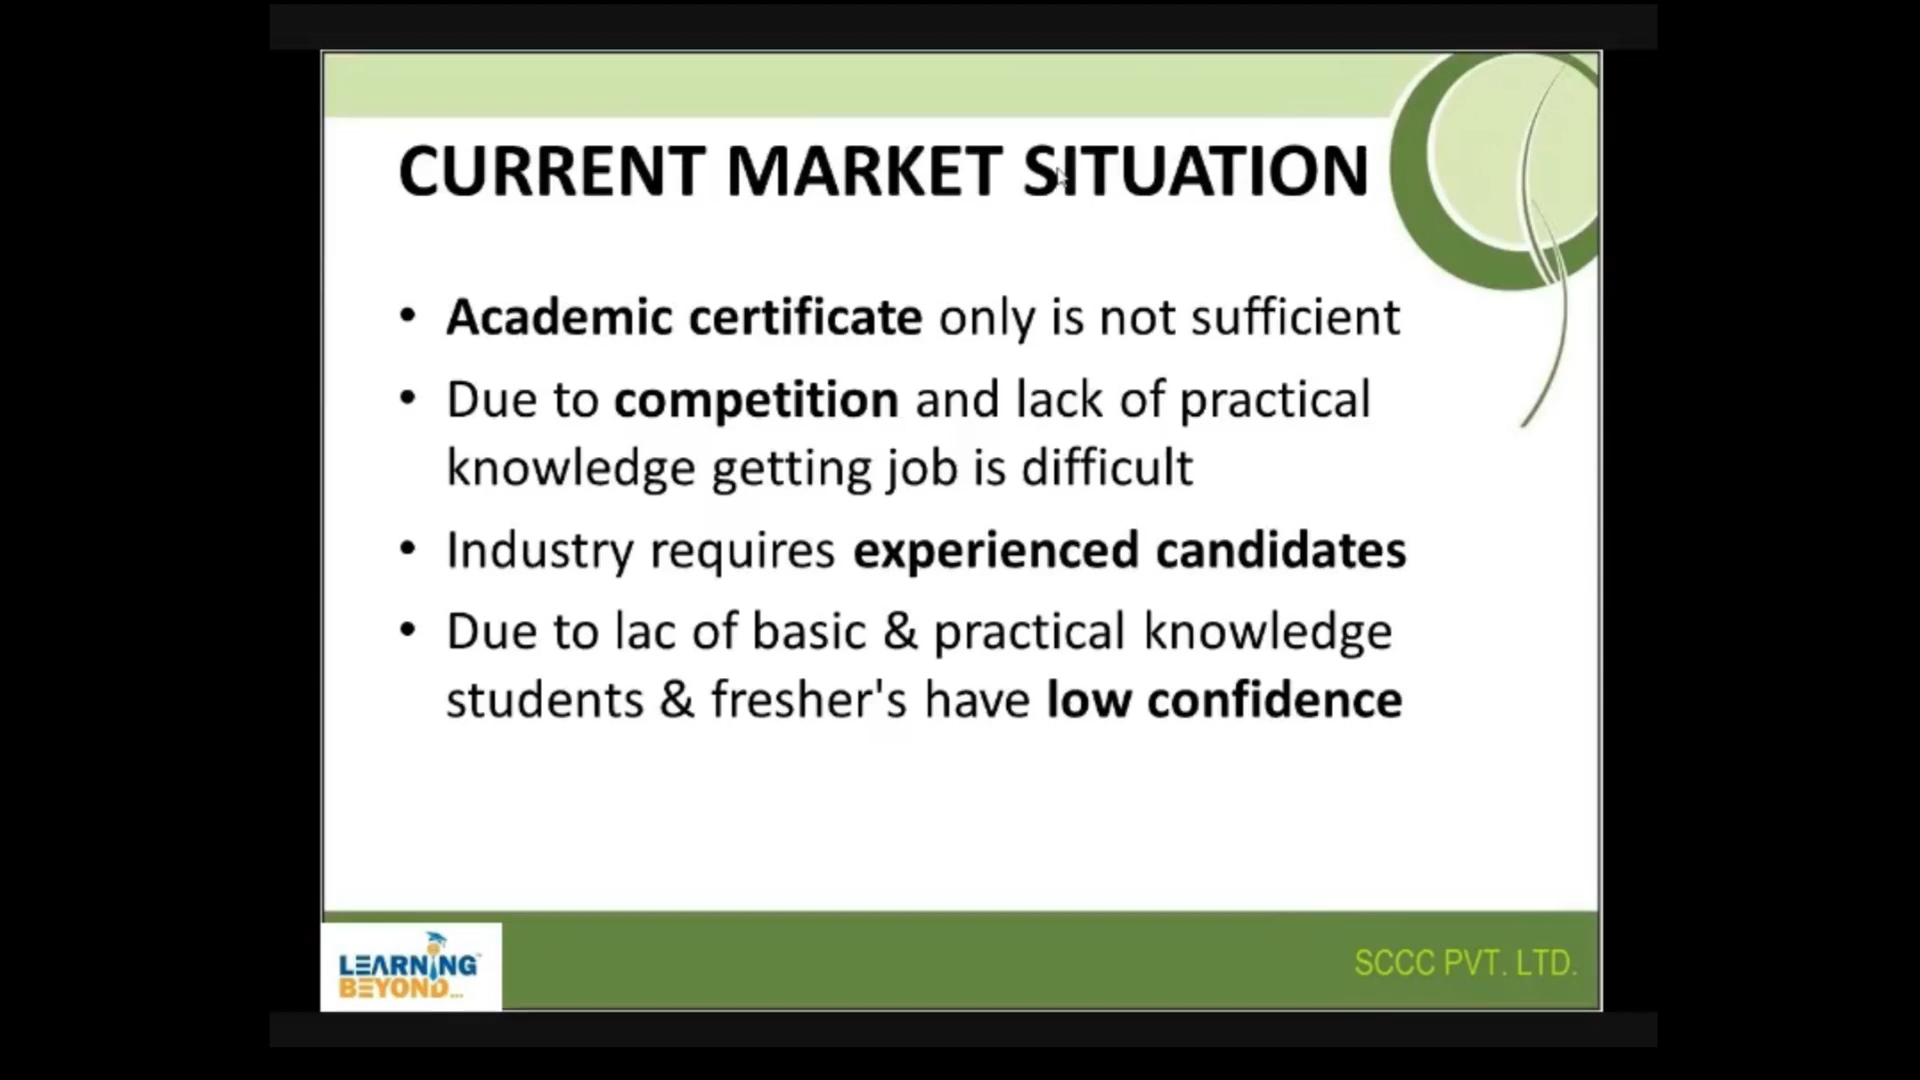 CURRENT MARKET SITUATION
• Academic certificate only is not sufficient
• Due to competition and lack of practical
knowledge getting job is difficult
• Industry requires experienced candidates
• Due to lac of basic & practical knowledge
students & fresher's have low confidence
LEARNING
BEYOND...
SCCC PVT. LTD.